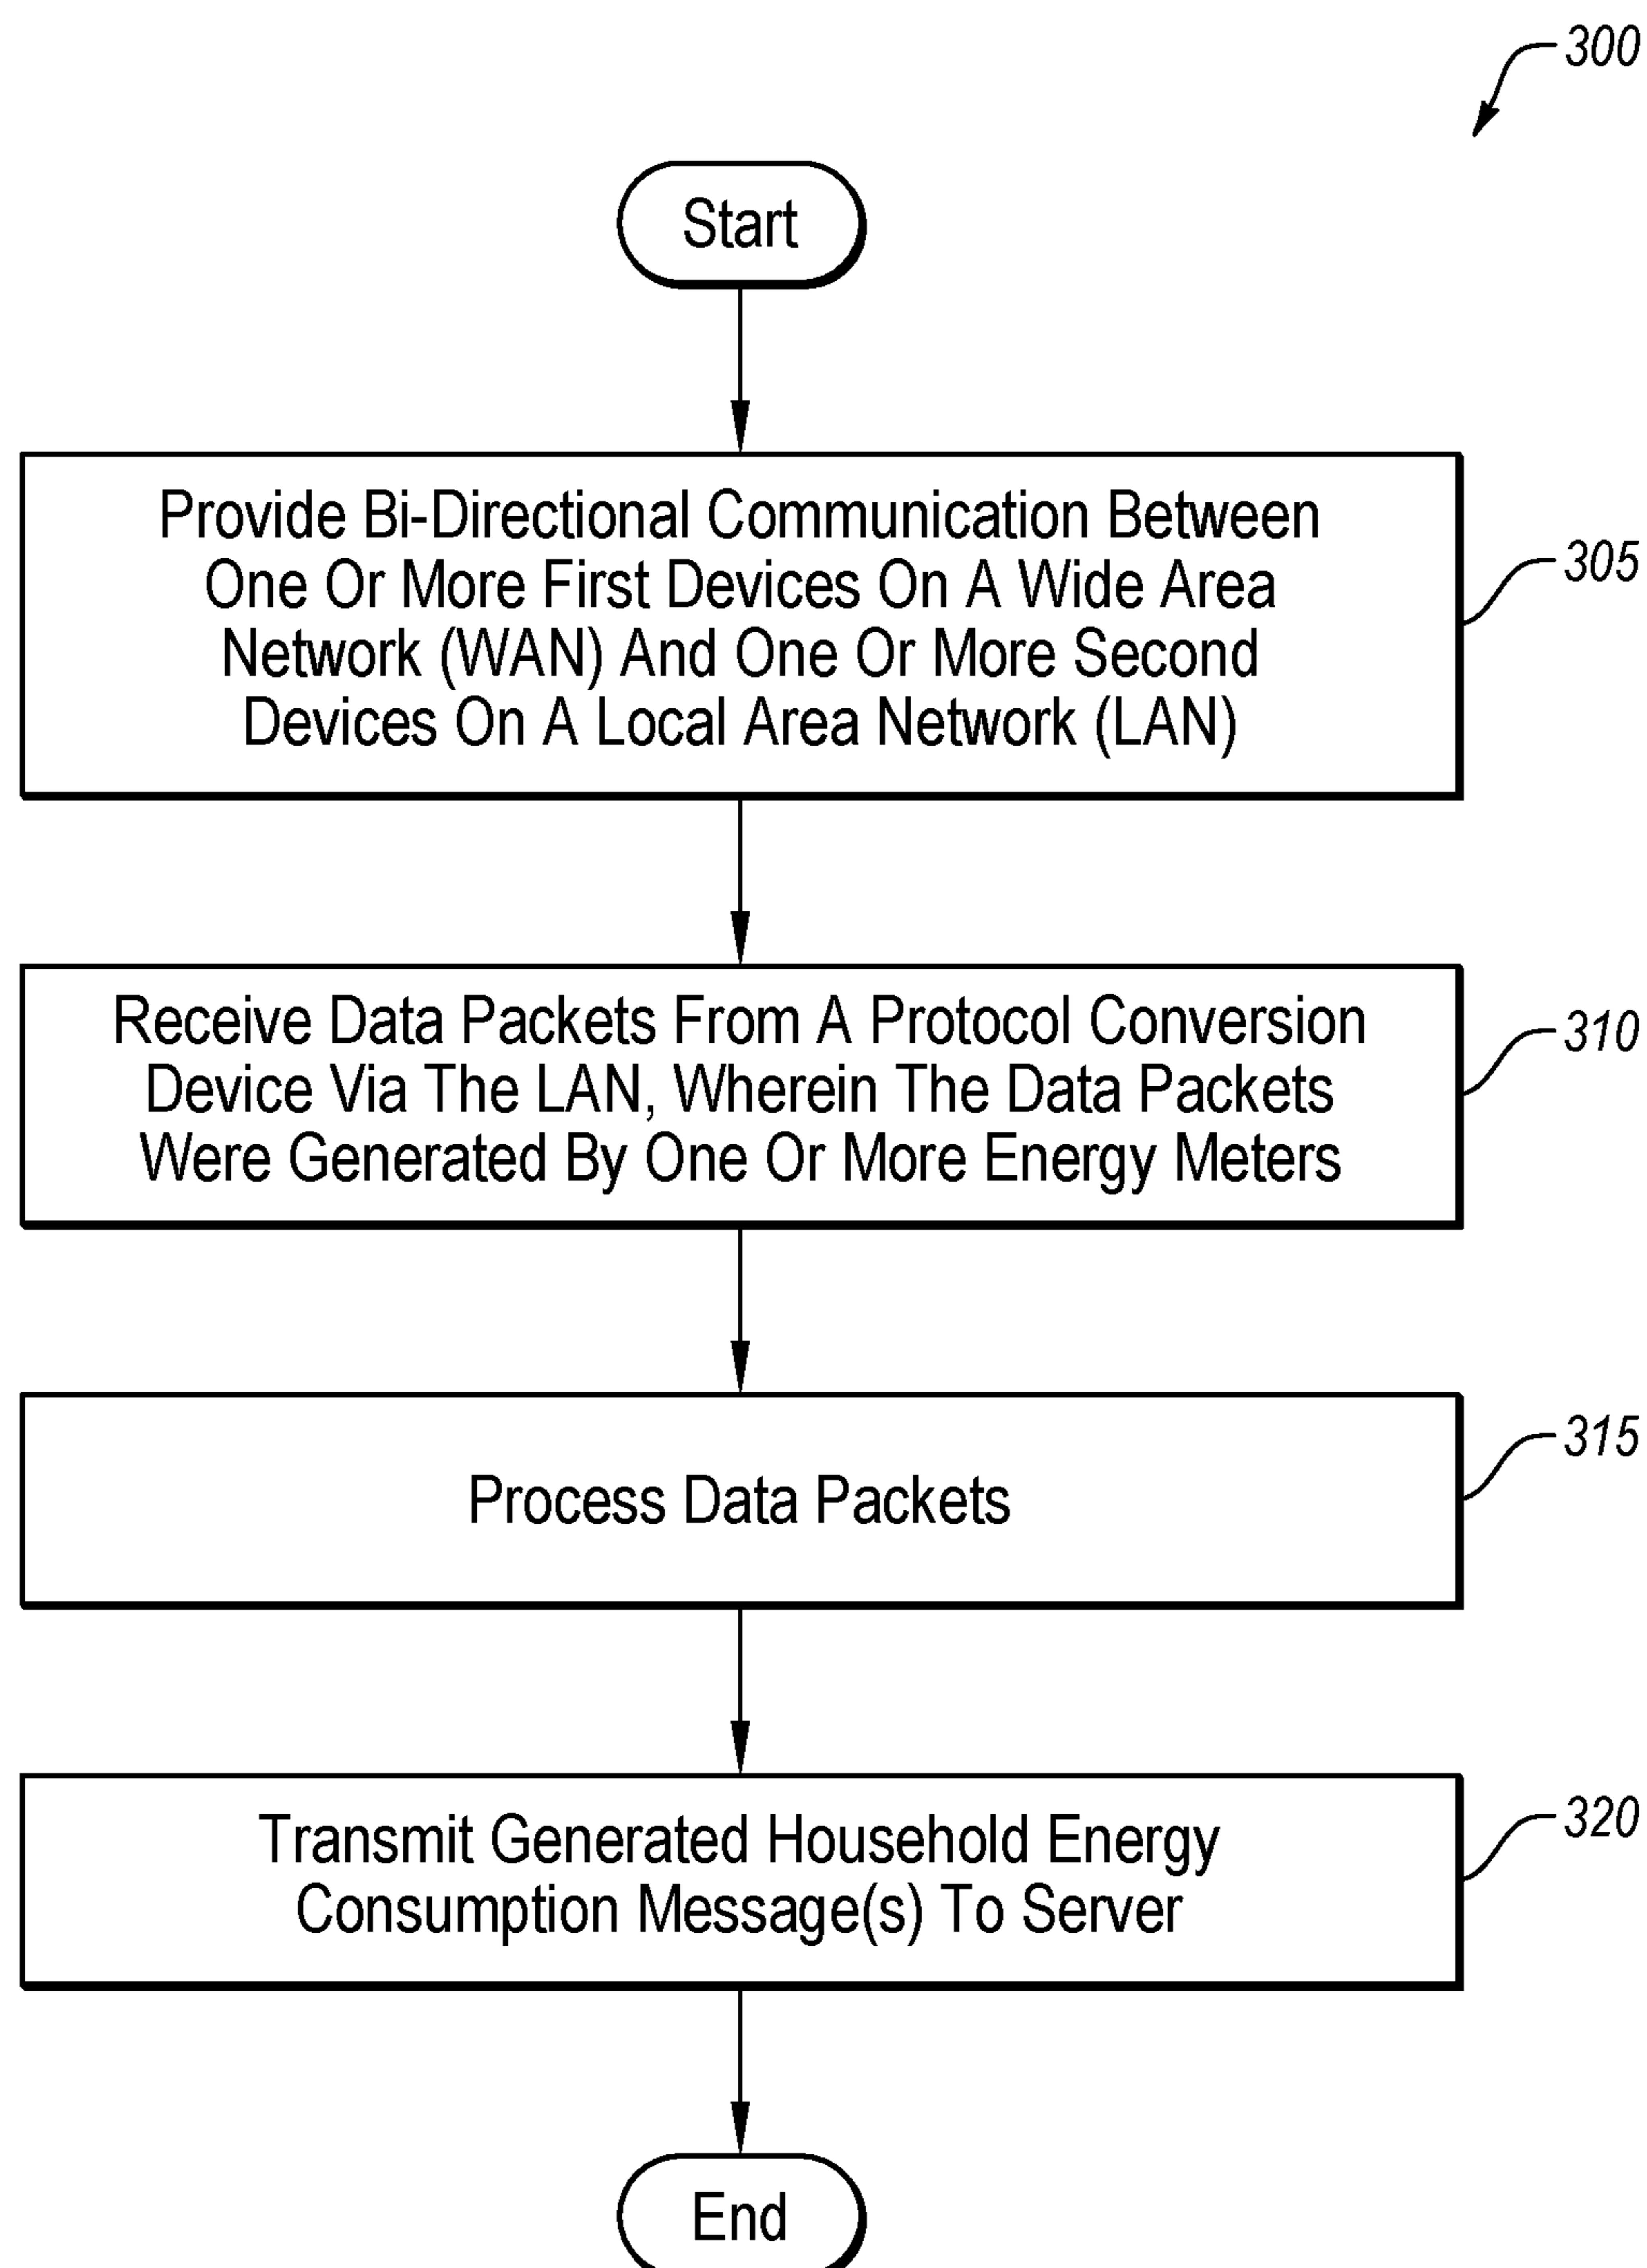 300
Start
Provide Bi-Directional Communication Between
One Or More First Devices On A Wide Area
Network (WAN) And One Or More Second
Devices On A Local Area Network (LAN)
305
Receive Data Packets From A Protocol Conversion
Device Via The LAN, Wherein The Data Packets
Were Generated By One Or More Energy Meters
310
Process Data Packets
315
Transmit Generated Household Energy
Consumption Message(s) To Server
320
End